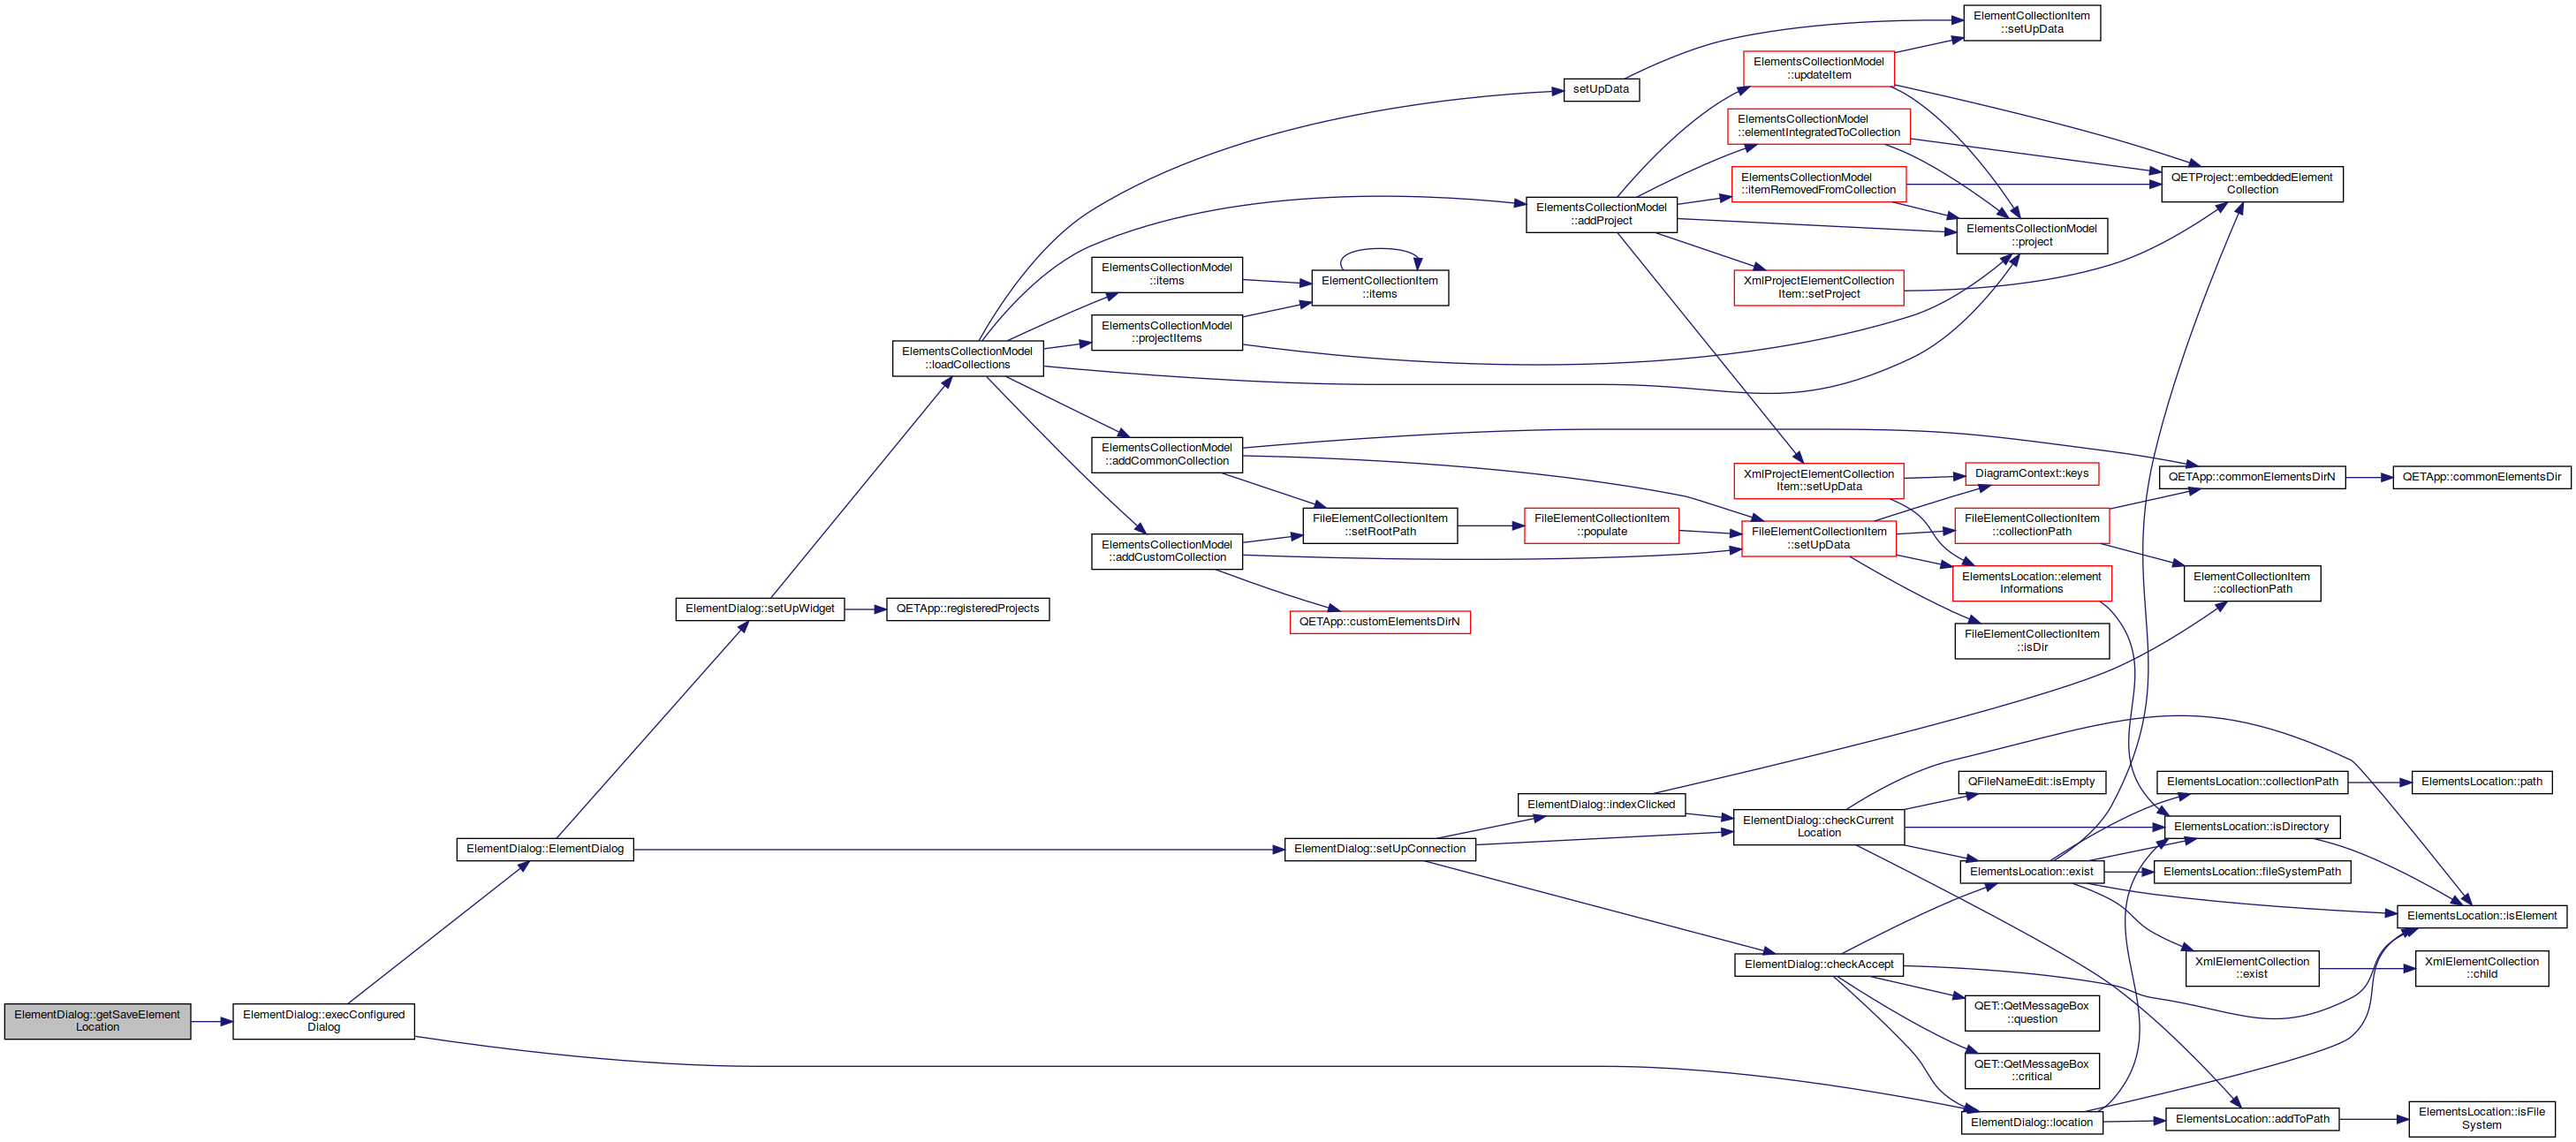 ElementCollectionItem
::setUpData
ElementsCollectionModel
::updateItem
setUpData
ElementsCollectionModel
::elementIntegratedToCollection
ElementsCollectionModel
::itemRemovedFromCollection
QETProject::embeddedElement
Collection
ElementsCollectionModel
::addProject
ElementsCollectionModel
::project
ElementsCollectionModel
::items
ElementCollectionItem
::items
XmlProjectElementCollection
Item::setProject
ElementsCollectionModel
::projectItems
ElementsCollectionModel
::loadCollections
ElementsCollectionModel
::addCommonCollection
XmlProjectElementCollection
Item::setUpData
DiagramContext::keys
QETApp::commonElementsDirN
QETApp::commonElementsDir
FileElementCollectionItem
::setRootPath
FileElementCollectionItem
::populate
FileElementCollectionItem
::setUpData
FileElementCollectionItem
::collectionPath
ElementsCollectionModel
::addCustomCollection
ElementsLocation::element
Informations
ElementCollectionItem
::collectionPath
ElementDialog::setUpWidget
QETApp::registeredProjects
QETApp::customElementsDirN
FileElementCollectionItem
::isDir
QFileNameEdit::isEmpty
ElementsLocation::collectionPath
ElementsLocation::path
ElementDialog::indexClicked
ElementDialog::checkCurrent
Location
ElementsLocation::isDirectory
ElementDialog::ElementDialog
ElementDialog::setUpConnection
ElementsLocation::exist
ElementsLocation::fileSystemPath
ElementsLocation::isElement
ElementDialog::checkAccept
XmlElementCollection
::exist
XmlElementCollection
::child
ElementDialog::getSaveElement
Location
ElementDialog::execConfigured
Dialog
QET::QetMessageBox
::question
QET::QetMessageBox
::critical
ElementDialog::location
ElementsLocation::addToPath
ElementsLocation::isFile
System